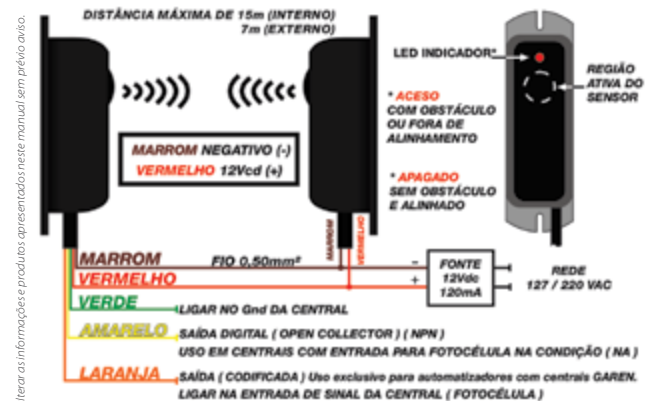 DISTÂNCIA MÁXIMA DE 15m (INTERNO)
7m (EXTERNO)
LED INDICADOR*
REGIÃO
ATIVA DO
SENSOR
* ACESO
COM OBSTÁCULO
OU FORA DE
ALINHAMENTO
* APAGADO
SEM OBSTÁCULO
E ALINHADO
MARROM NEGATIVO (-)
VERMELHO 12Vcd (+)
MARROM
VERMELHO
MARROM
FIO 0,50mm²
-
VERMELHO
+
FONTE
12Vdc
120mA
REDE
127 / 220 VAC
VERDE
LIGAR NO Gnd DA CENTRAL
AMARELO
SAÍDA DIGITAL ( OPEN COLLECTOR ) ( NPN )
USO EM CENTRAIS COM ENTRADA PARA FOTOCÉLULA NA CONDIÇÃO ( NA )
LARANJA
SAÍDA ( CODIFICADA ) Uso exclusivo para automatizadores com centrais GAREN.
LIGAR NA ENTRADA DE SINAL DA CENTRAL ( FOTOCÉLULA )
lterar as informações e produtos apresentados neste manual sem prévio aviso.